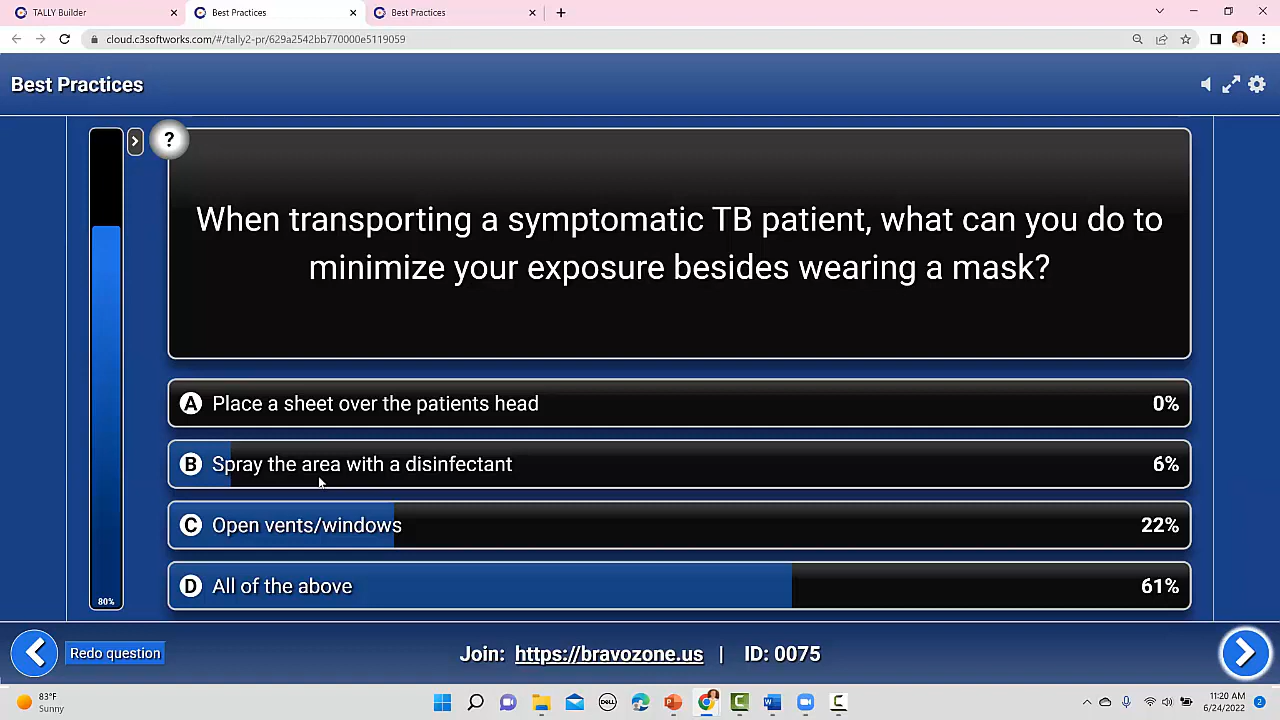 TALLY Builder
Best Practices
Best Practices
cloud.c3softworks.com/#/tally2-pr/629a2542bb770000e5119059
Best Practices
?
When transporting a symptomatic TB patient, what can you do to
minimize your exposure besides wearing a mask?
A Place a sheet over the patients head 0%
B Spray the area with a disinfectant 6%
C Open vents/windows 22%
D All of the above 61%
80%
Redo question
Join: https://bravozone.us | ID: 0075
83°F
Sunny
DELL
11:20 AM
6/24/2022
2